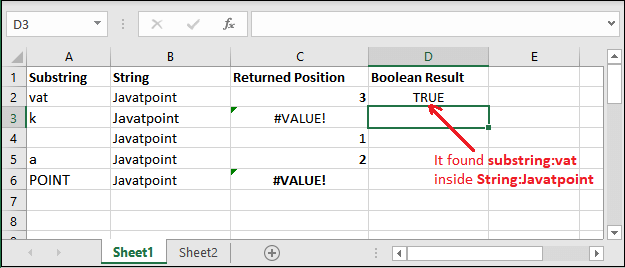 D3 fx
A B C D E
1 Substring String Returned Position Boolean Result
2 vat Javatpoint 3 TRUE
3 k Javatpoint #VALUE!
4 Javatpoint 1
5 a Javatpoint 2
It found substring:vat
6 POINT Javatpoint #VALUE!
inside String:Javatpoint
7
8
Sheet1 Sheet2